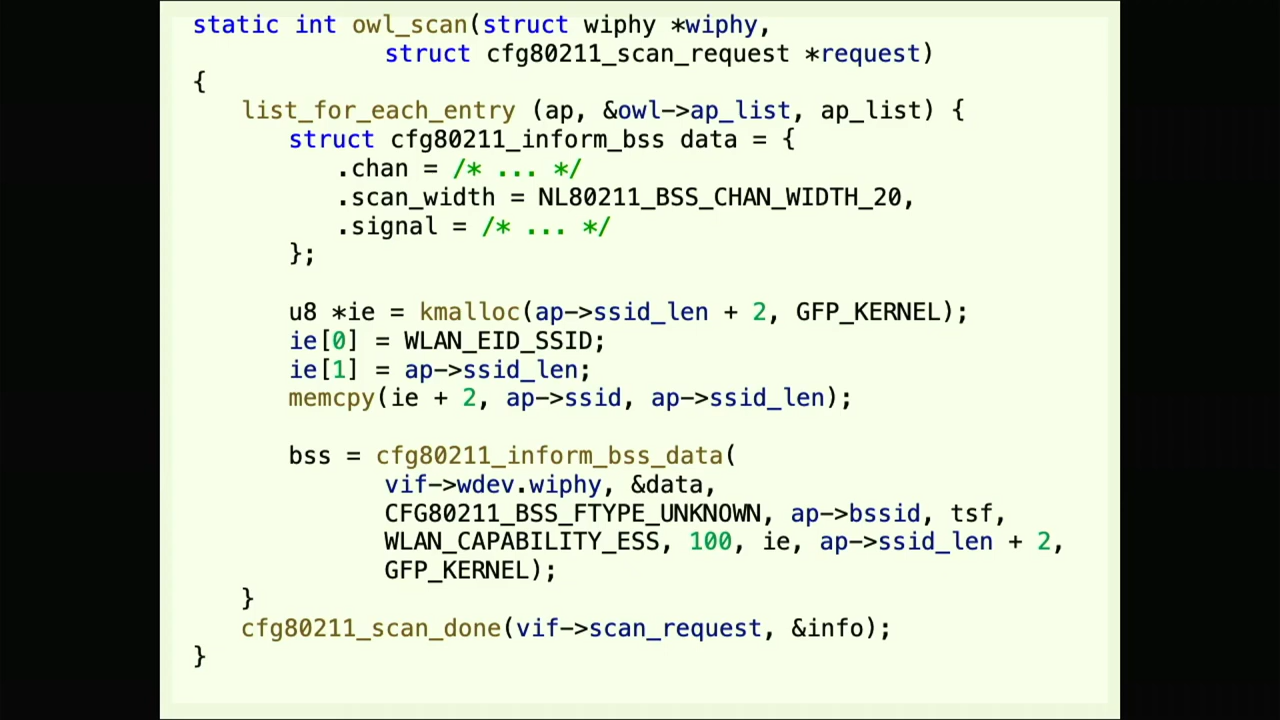 static int owl_scan(struct wiphy *wiphy,
struct cfg80211_scan_request *request)
{
list_for_each_entry (ap, &owl->ap_list, ap_list) {
struct cfg80211_inform_bss data = {
.chan = /* ... */
.scan_width = NL80211_BSS_CHAN_WIDTH_20,
.signal = /* ... */
};
u8 *ie = kmalloc(ap->ssid_len + 2, GFP_KERNEL);
ie[0] = WLAN_EID_SSID;
ie[1] = ap->ssid_len;
memcpy(ie + 2, ap->ssid, ap->ssid_len);
bss = cfg80211_inform_bss_data(
vif->wdev.wiphy, &data,
CFG80211_BSS_FTYPE_UNKNOWN, ap->bssid, tsf,
WLAN_CAPABILITY_ESS, 100, ie, ap->ssid_len + 2,
GFP_KERNEL);
}
cfg80211_scan_done(vif->scan_request, &info);
}